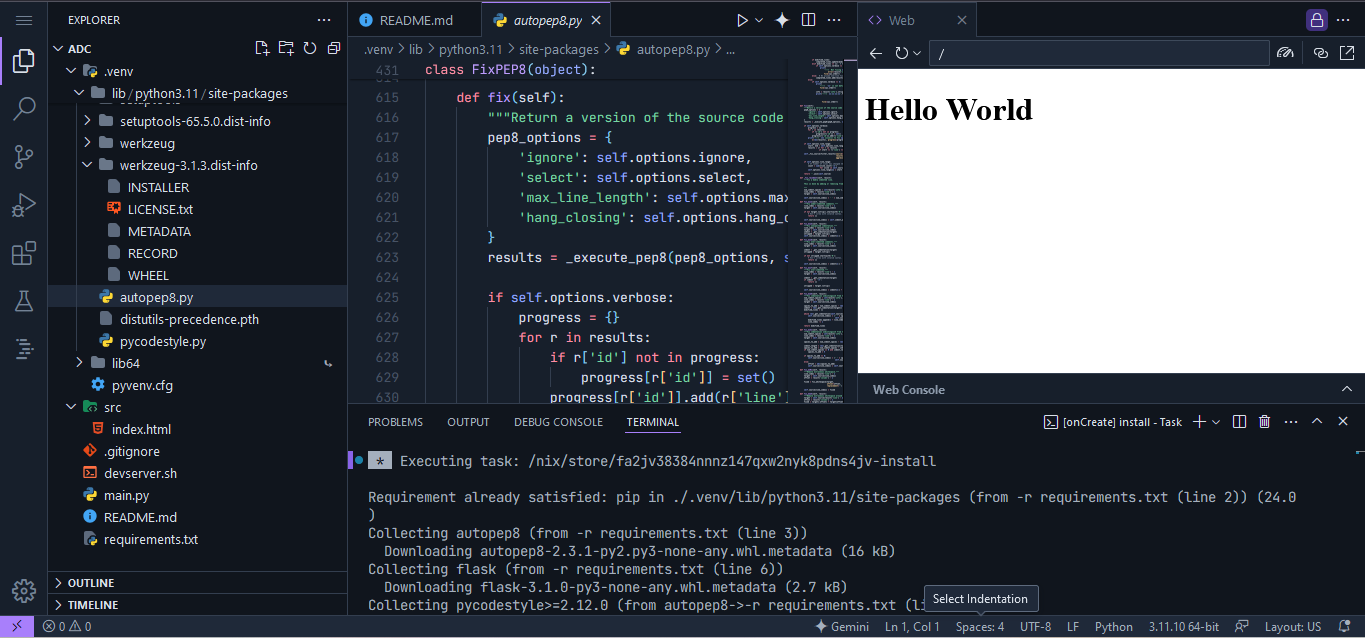 EXPLORER
ADC
.venv
lib/python3.11/site-packages
setuptools-65.5.0.dist-info
werkzeug
werkzeug-3.1.3.dist-info
INSTALLER
LICENSE.txt
METADATA
RECORD
WHEEL
autopep8.py
distutils-precedence.pth
pycodestyle.py
lib64
pyvenv.cfg
src
index.html
.gitignore
devserver.sh
main.py
README.md
requirements.txt
OUTLINE
TIMELINE
README.md
autopep8.py
.venv > lib > python3.11 > site-packages > autopep8.py > ...
431 class FixPEP8(object):
615 def fix(self):
616 """Return a version of the source code
617 pep8_options = {
618 'ignore': self.options.ignore,
619 'select': self.options.select,
620 'max_line_length': self.options.max
621 'hang_closing': self.options.hang_c
622 }
623 results = _execute_pep8(pep8_options, s
624
625 if self.options.verbose:
626 progress = {}
627 for r in results:
628 if r['id'] not in progress:
629 progress[r['id']] = set()
630 progress[r['id']].add(r['line']
Web
/
Hello World
Web Console
PROBLEMS OUTPUT DEBUG CONSOLE TERMINAL
[onCreate] install - Task
* Executing task: /nix/store/fa2jv38384nnnz147qxw2nyk8pdns4jv-install
Requirement already satisfied: pip in ./.venv/lib/python3.11/site-packages (from -r requirements.txt (line 2)) (24.0
)
Collecting autopep8 (from -r requirements.txt (line 3))
Downloading autopep8-2.3.1-py2.py3-none-any.whl.metadata (16 kB)
Collecting flask (from -r requirements.txt (line 6))
Downloading flask-3.1.0-py3-none-any.whl.metadata (2.7 kB)
Collecting pycodestyle>=2.12.0 (from autopep8->-r requirements.txt (li
Select Indentation
0 0 Gemini Ln 1, Col 1 Spaces: 4 UTF-8 LF Python 3.11.10 64-bit Layout: US